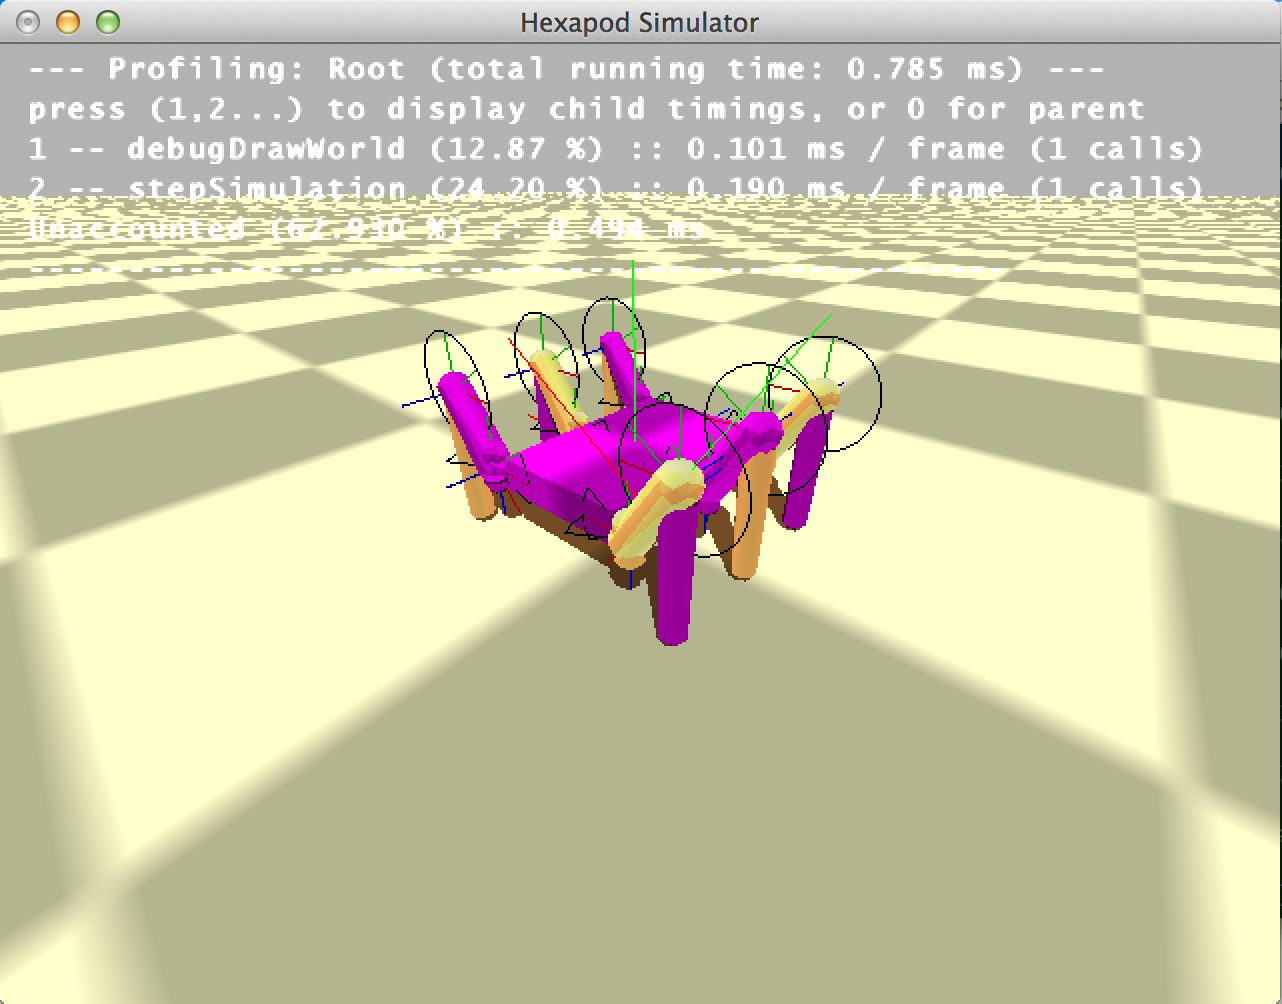 Hexapod Simulator
--- Profiling: Root (total running time: 0.785 ms) ---
press (1,2...) to display child timings, or 0 for parent
1 -- debugDrawWorld (12.87 %) :: 0.101 ms / frame (1 calls)
2 -- stepSimulation (24.20 %) :: 0.190 ms / frame (1 calls)
Unaccounted (62.930 %) :: 0.494 ms
-------------------------------------------------